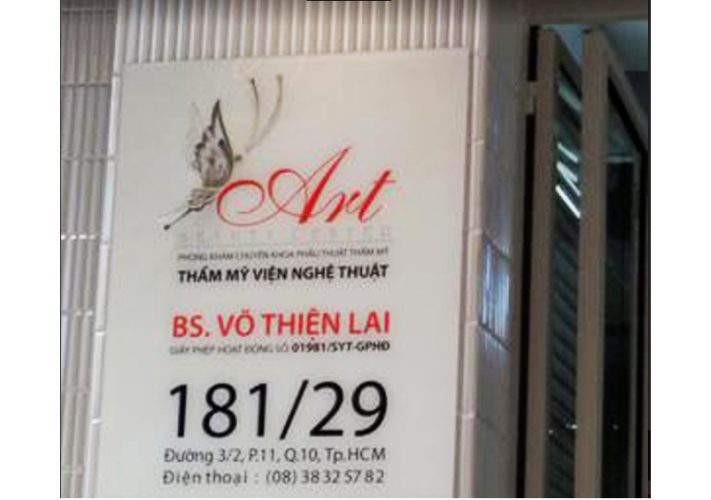 Art
BEAUTY CENTER
PHÒNG KHÁM CHUYÊN KHOA PHẪU THUẬT THẨM MỸ
THẨM MỸ VIỆN NGHỆ THUẬT
BS. VÕ THIỆN LAI
GIẤY PHÉP HOẠT ĐỘNG SỐ 01981/SYT-GPHĐ
181/29
Đường 3/2, P.11, Q.10, Tp.HCM
Điện thoại : (08) 38 32 57 82